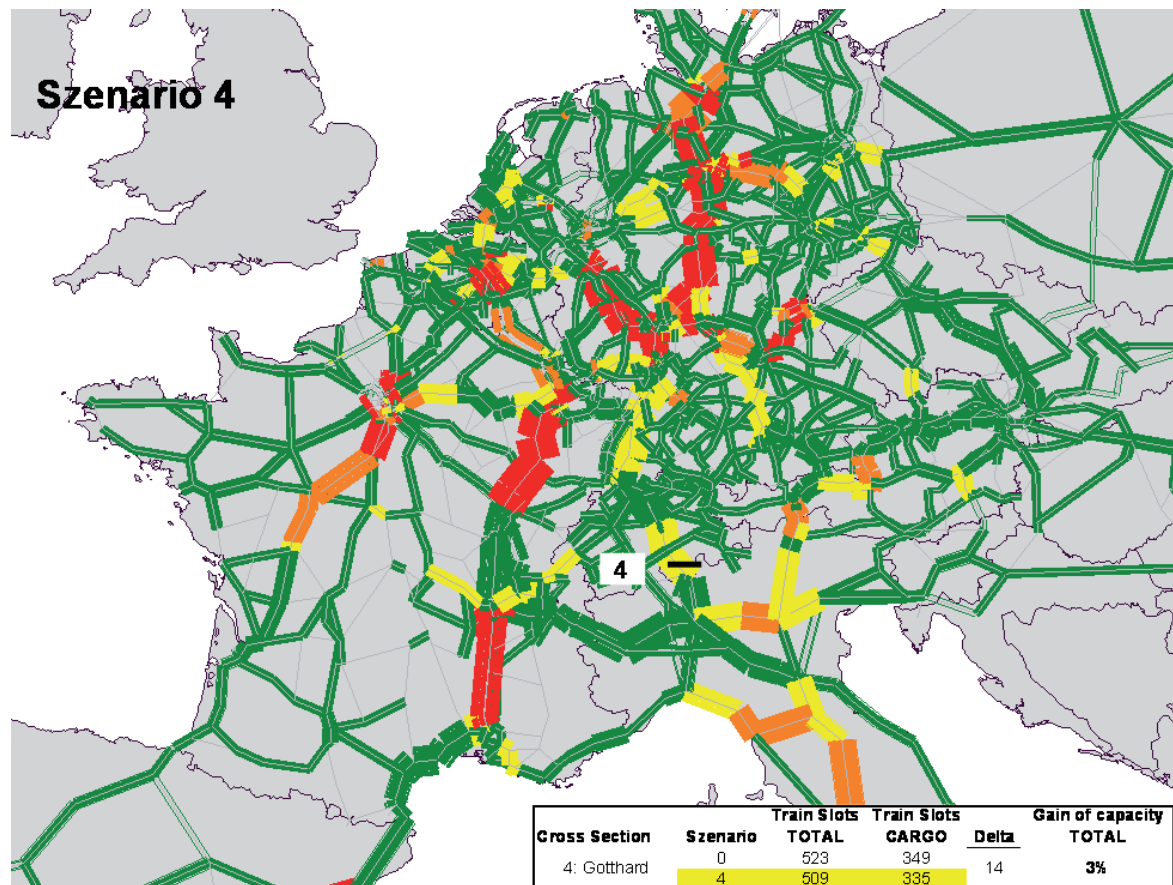 Szenario 4
4
Cross Section Szenario Train Slots TOTAL Train Slots CARGO Delta Gain of capacity TOTAL
4: Gotthard 0 523 349 14 3%
4 509 335